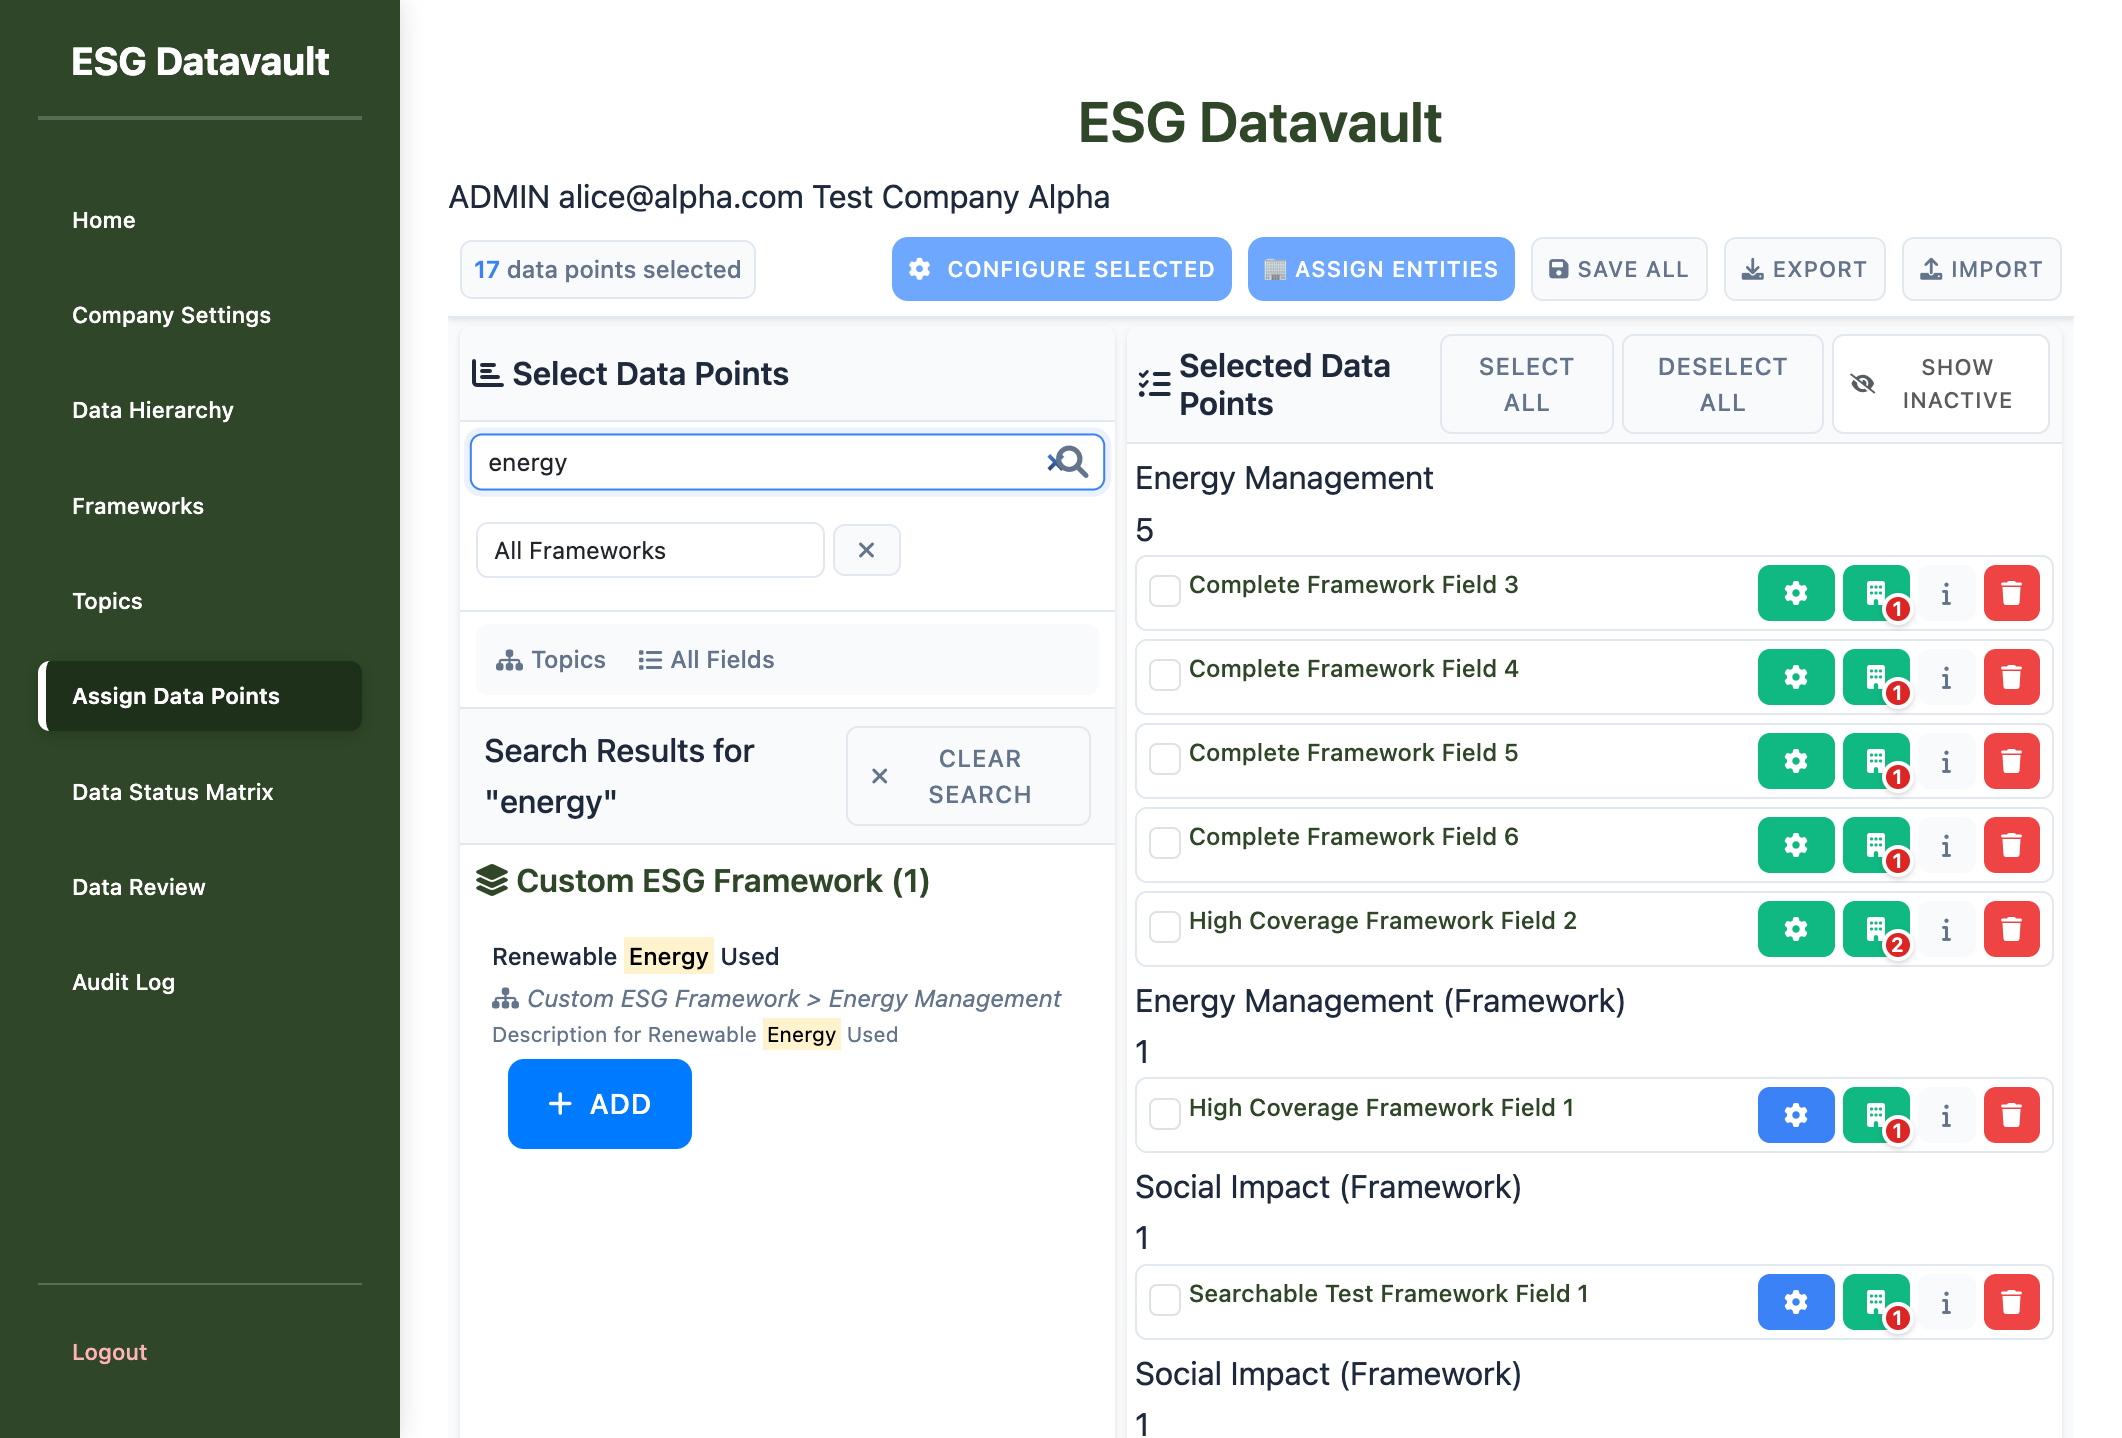 ESG Datavault
Home
Company Settings
Data Hierarchy
Frameworks
Topics
Assign Data Points
Data Status Matrix
Data Review
Audit Log
Logout
ESG Datavault
ADMIN alice@alpha.com Test Company Alpha
17 data points selected
CONFIGURE SELECTED
ASSIGN ENTITIES
SAVE ALL
EXPORT
IMPORT
Select Data Points
energy
All Frameworks
Topics
All Fields
Search Results for
"energy"
CLEAR
SEARCH
Custom ESG Framework (1)
Renewable Energy Used
Custom ESG Framework > Energy Management
Description for Renewable Energy Used
+ ADD
Selected Data
Points
SELECT
ALL
DESELECT
ALL
SHOW
INACTIVE
Energy Management
5
Complete Framework Field 3
1
Complete Framework Field 4
1
Complete Framework Field 5
1
Complete Framework Field 6
1
High Coverage Framework Field 2
2
Energy Management (Framework)
1
High Coverage Framework Field 1
1
Social Impact (Framework)
1
Searchable Test Framework Field 1
1
Social Impact (Framework)
1